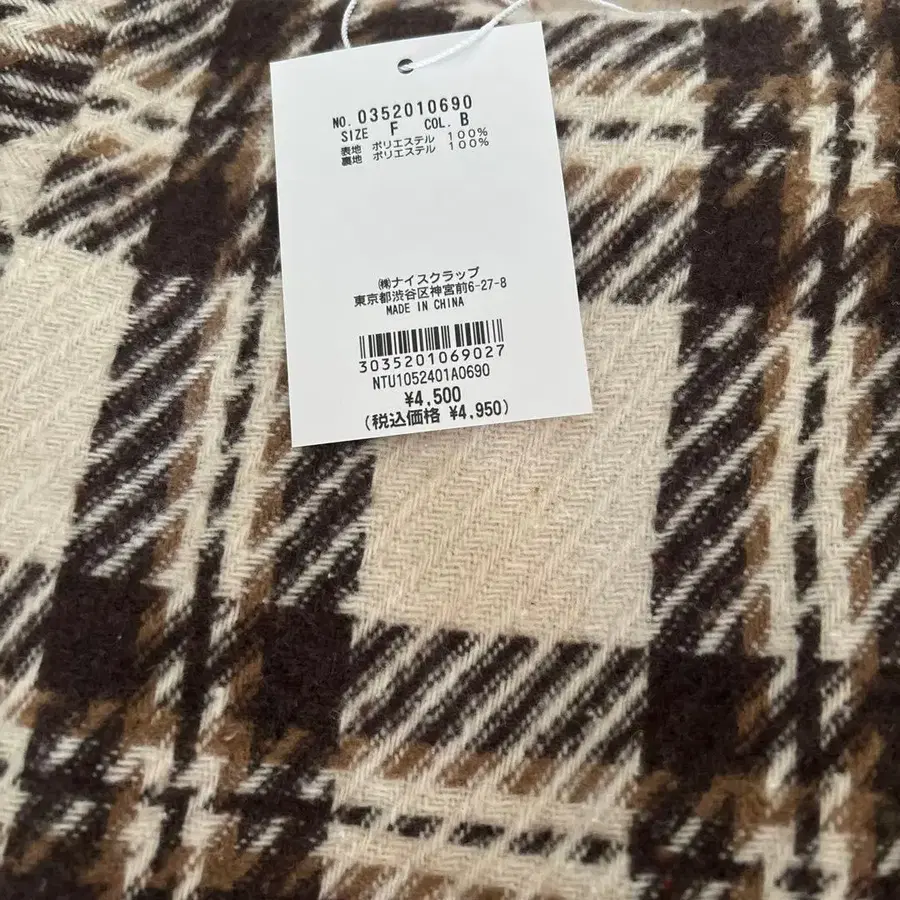 NO. 0352010690
SIZE F COL. B
表地 ポリエステル 100%
裏地 ポリエステル 100%
㈱ナイスクラップ
東京都渋谷区神宮前6-27-8
MADE IN CHINA
3035201069027
NTU1052401A0690
¥4,500
(税込価格 ¥4,950)